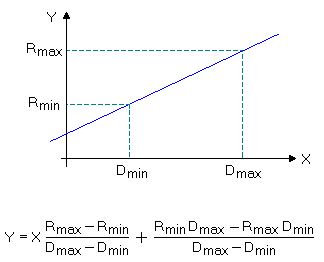 Y
Rmax
Rmin
Dmin Dmax X
Y = X (Rmax − Rmin)/(Dmax − Dmin) + (Rmin Dmax − Rmax Dmin)/(Dmax − Dmin)